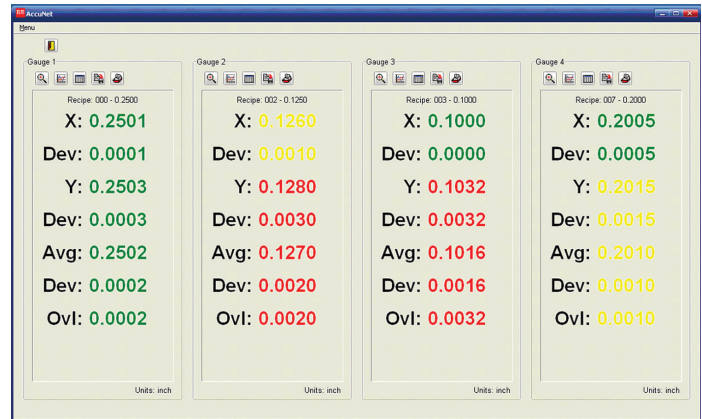 AccuNet
Menu
Gauge 1
Recipe: 000 - 0.2500
X: 0.2501
Dev: 0.0001
Y: 0.2503
Dev: 0.0003
Avg: 0.2502
Dev: 0.0002
Ovl: 0.0002
Units: inch
Gauge 2
Recipe: 002 - 0.1250
X: 0.1260
Dev: 0.0010
Y: 0.1280
Dev: 0.0030
Avg: 0.1270
Dev: 0.0020
Ovl: 0.0020
Units: inch
Gauge 3
Recipe: 003 - 0.1000
X: 0.1000
Dev: 0.0000
Y: 0.1032
Dev: 0.0032
Avg: 0.1016
Dev: 0.0016
Ovl: 0.0032
Units: inch
Gauge 4
Recipe: 007 - 0.2000
X: 0.2005
Dev: 0.0005
Y: 0.2015
Dev: 0.0015
Avg: 0.2010
Dev: 0.0010
Ovl: 0.0010
Units: inch